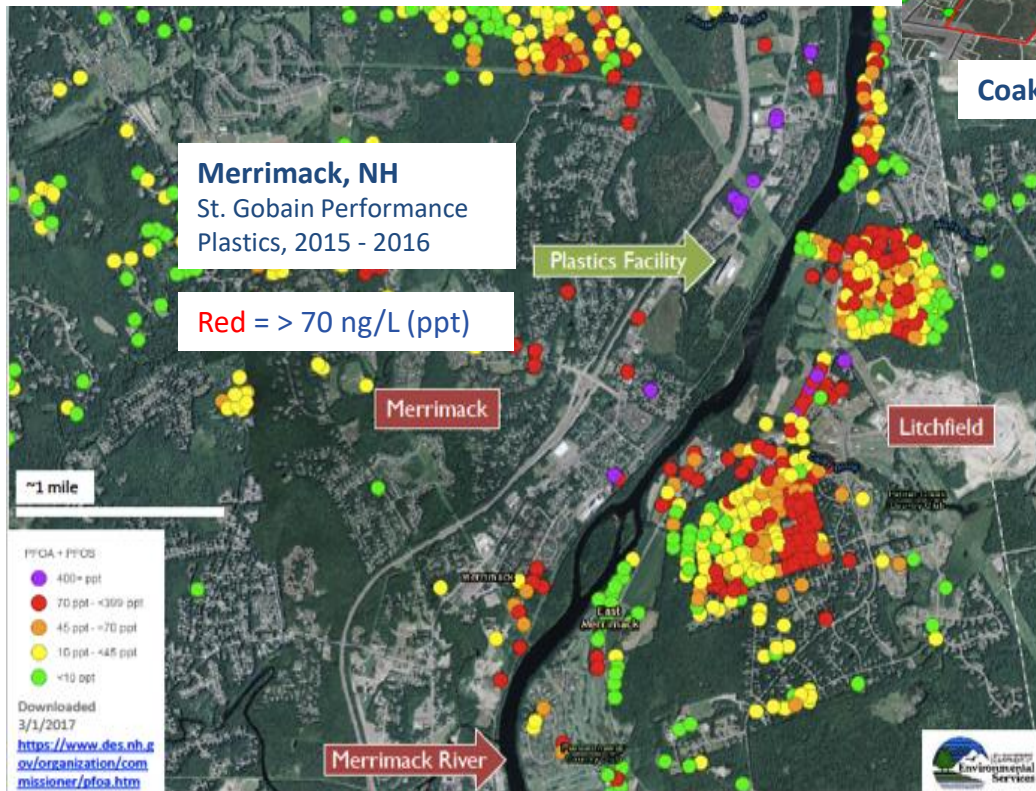 Coak
Merrimack, NH
St. Gobain Performance
Plastics, 2015 - 2016
Plastics Facility
Red = > 70 ng/L (ppt)
Merrimack
Litchfield
~1 mile
PFOA + PFOS
400+ ppt
70 ppt - <399 ppt
45 ppt - <70 ppt
10 ppt - <45 ppt
<10 ppt
Merrimack
East
Merrimack
Downloaded
3/1/2017
https://www.des.nh.g
ov/organization/com
missioner/pfoa.htm
Merrimack River
Country Club
Environmental
Services